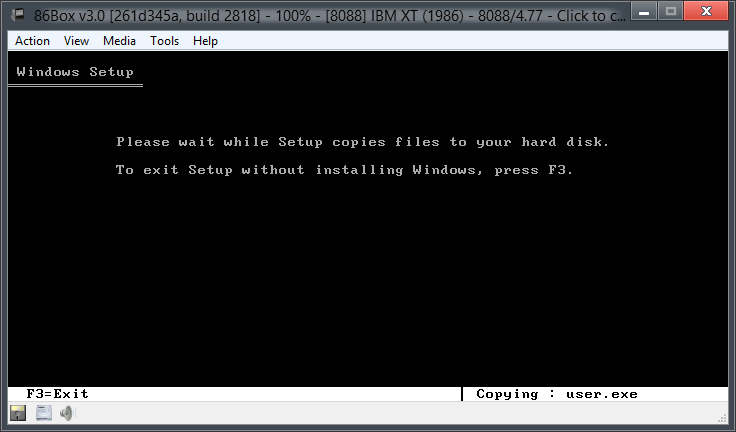 86Box v3.0 [261d345a, build 2818] - 100% - [8088] IBM XT (1986) - 8088/4.77 - Click to c...
Action View Media Tools Help
Windows Setup
Please wait while Setup copies files to your hard disk.
To exit Setup without installing Windows, press F3.
F3=Exit | Copying : user.exe